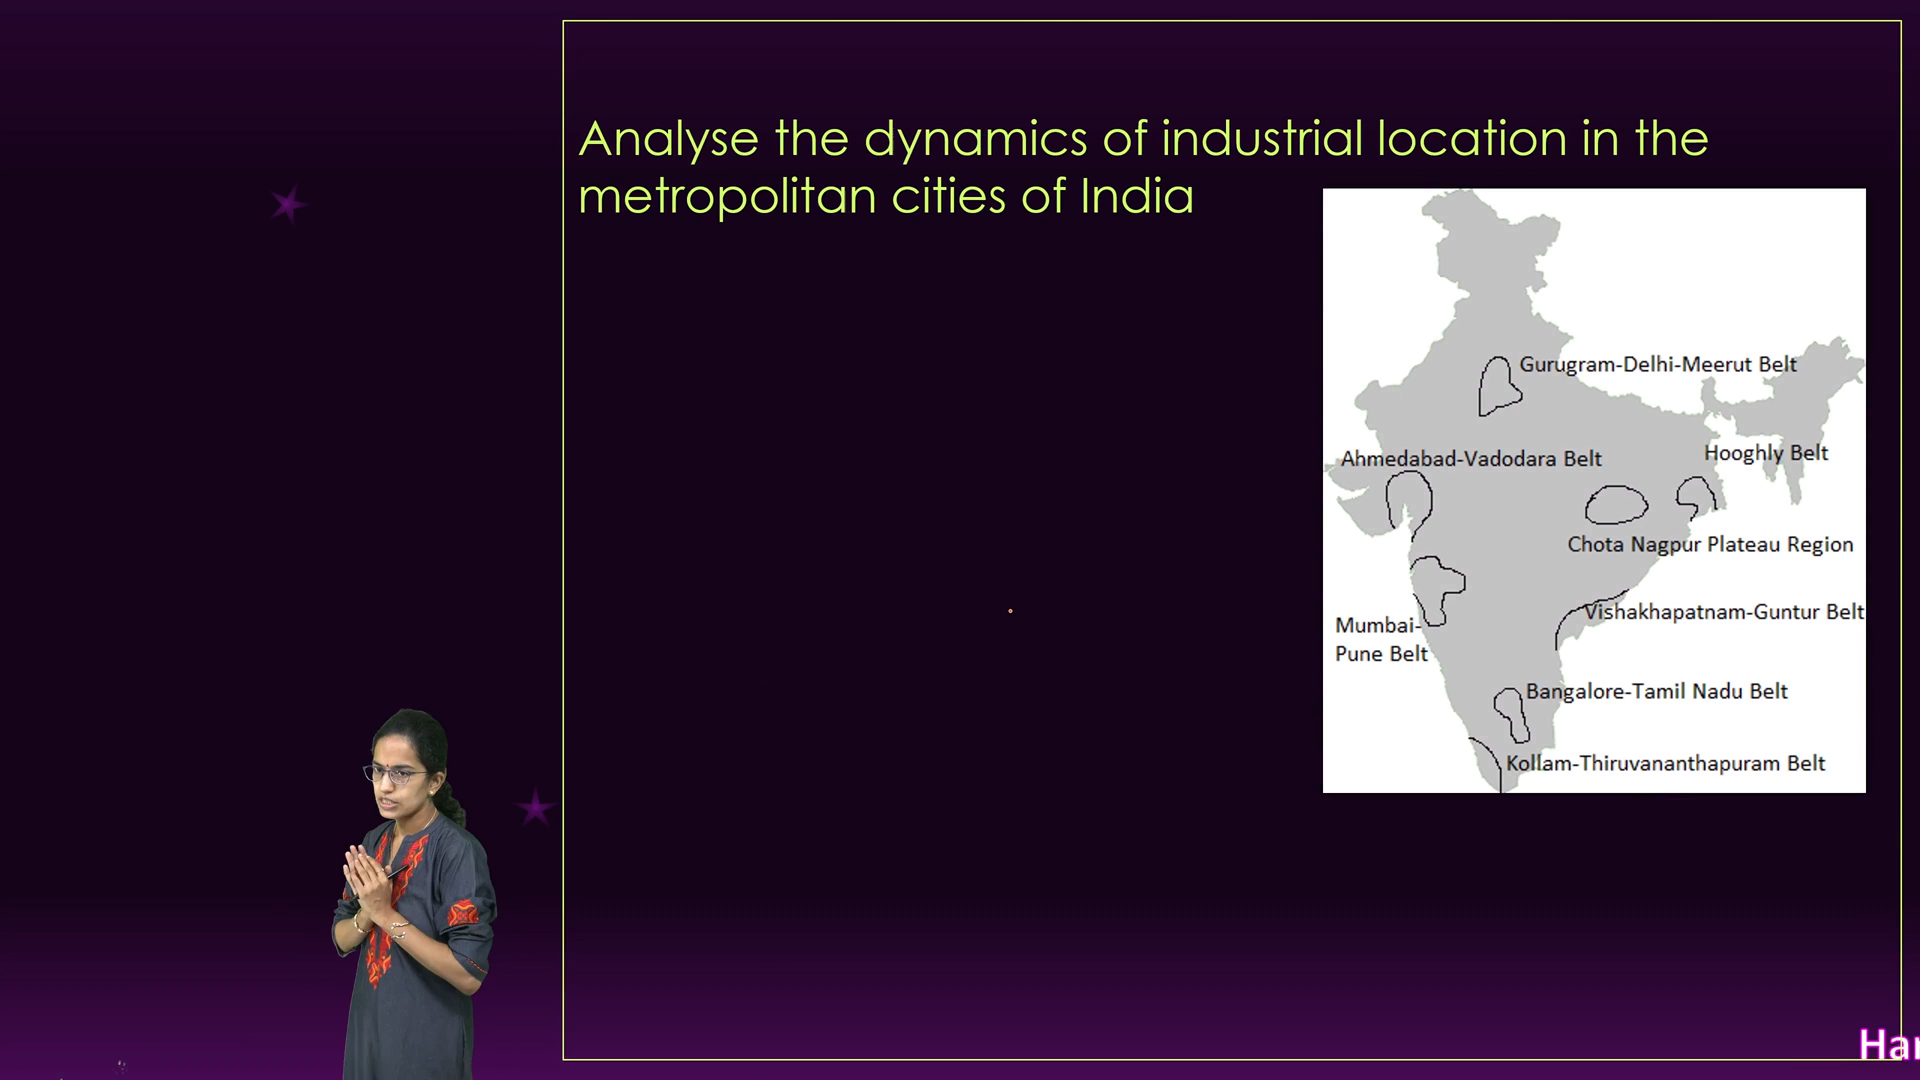 Analyse the dynamics of industrial location in the
metropolitan cities of India
Gurugram-Delhi-Meerut Belt
Ahmedabad-Vadodara Belt
Hooghly Belt
Chota Nagpur Plateau Region
Vishakhapatnam-Guntur Belt
Mumbai-
Pune Belt
Bangalore-Tamil Nadu Belt
Kollam-Thiruvananthapuram Belt